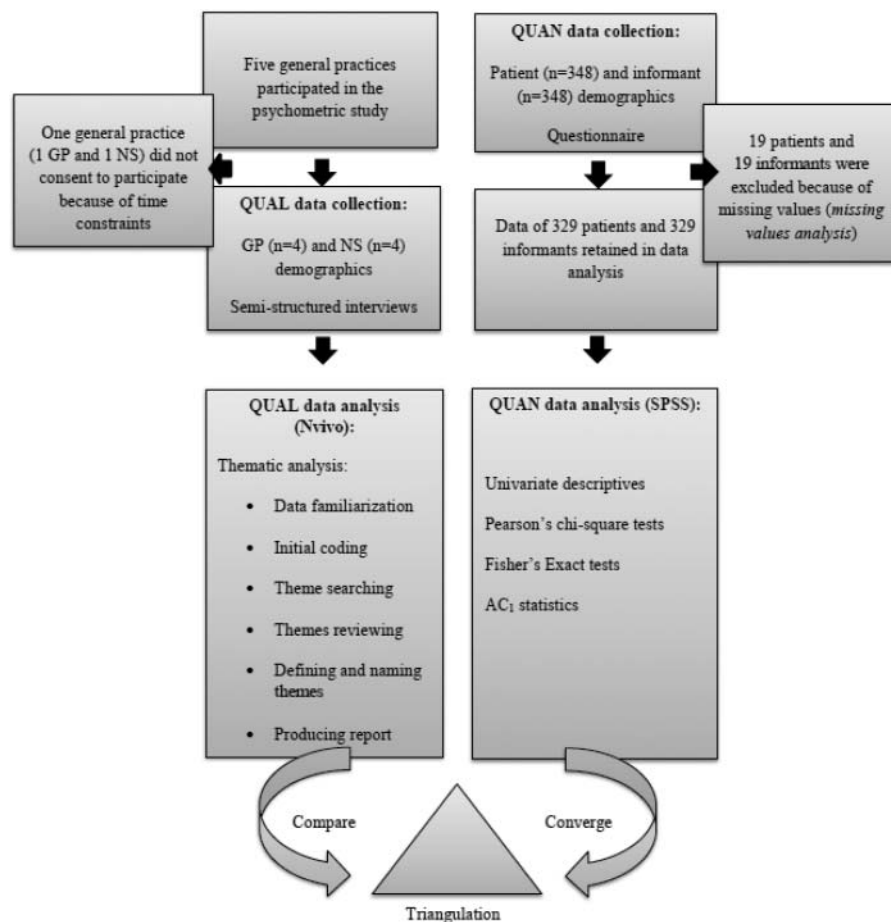 Five general practices
participated in the
psychometric study
One general practice
(1 GP and 1 NS) did not
consent to participate
because of time
constraints
QUAL data collection:
GP (n=4) and NS (n=4)
demographics
Semi-structured interviews
QUAL data analysis
(Nvivo):
Thematic analysis:
• Data familiarization
• Initial coding
• Theme searching
• Themes reviewing
• Defining and naming
themes
• Producing report
QUAN data collection:
Patient (n=348) and informant
(n=348) demographics
Questionnaire
19 patients and
19 informants were
excluded because of
missing values (missing
values analysis)
Data of 329 patients and 329
informants retained in data
analysis
QUAN data analysis (SPSS):
Univariate descriptives
Pearson's chi-square tests
Fisher's Exact tests
AC₁ statistics
Compare
Converge
Triangulation